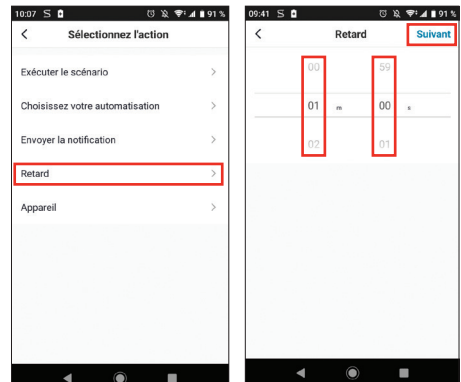 10:07 S 91 %
Sélectionnez l'action
Exécuter le scénario
Choisissez votre automatisation
Envoyer la notification
Retard
Appareil
09:41 S 91 %
Retard Suivant
00 59
01 m 00 s
02 01